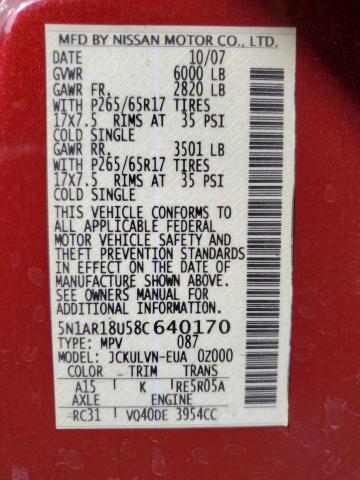 MFD BY NISSAN MOTOR CO., LTD.
DATE 10/07
GVWR 6000 LB
GAWR FR. 2820 LB
WITH P265/65R17 TIRES
17X7.5 RIMS AT 35 PSI
COLD SINGLE
GAWR RR. 3501 LB
WITH P265/65R17 TIRES
17X7.5 RIMS AT 35 PSI
COLD SINGLE
THIS VEHICLE CONFORMS TO
ALL APPLICABLE FEDERAL
MOTOR VEHICLE SAFETY AND
THEFT PREVENTION STANDARDS
IN EFFECT ON THE DATE OF
MANUFACTURE SHOWN ABOVE.
SEE OWNERS MANUAL FOR
ADDITIONAL INFORMATION.
5N1AR18U58C640170
TYPE: MPV 087
MODEL: JCKULVN-EUA 0Z000
COLOR TRIM TRANS
A15 K RE5R05A
AXLE ENGINE
RC31 VQ40DE 3954CC